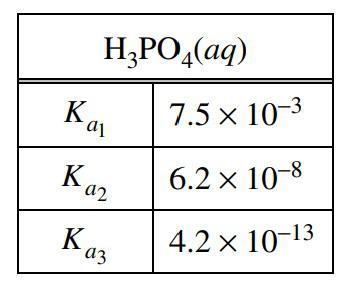 H₃PO₄(aq)
Kₐ₁ 7.5 × 10⁻³
Kₐ₂ 6.2 × 10⁻⁸
Kₐ₃ 4.2 × 10⁻¹³